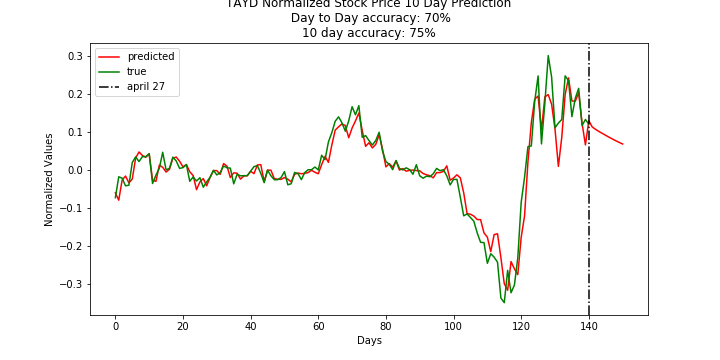 TAYD Normalized Stock Price 10 Day Prediction
Day to Day accuracy: 70%
10 day accuracy: 75%
predicted
true
april 27
Normalized Values
0.3
0.2
0.1
0.0
−0.1
−0.2
−0.3
0 20 40 60 80 100 120 140
Days